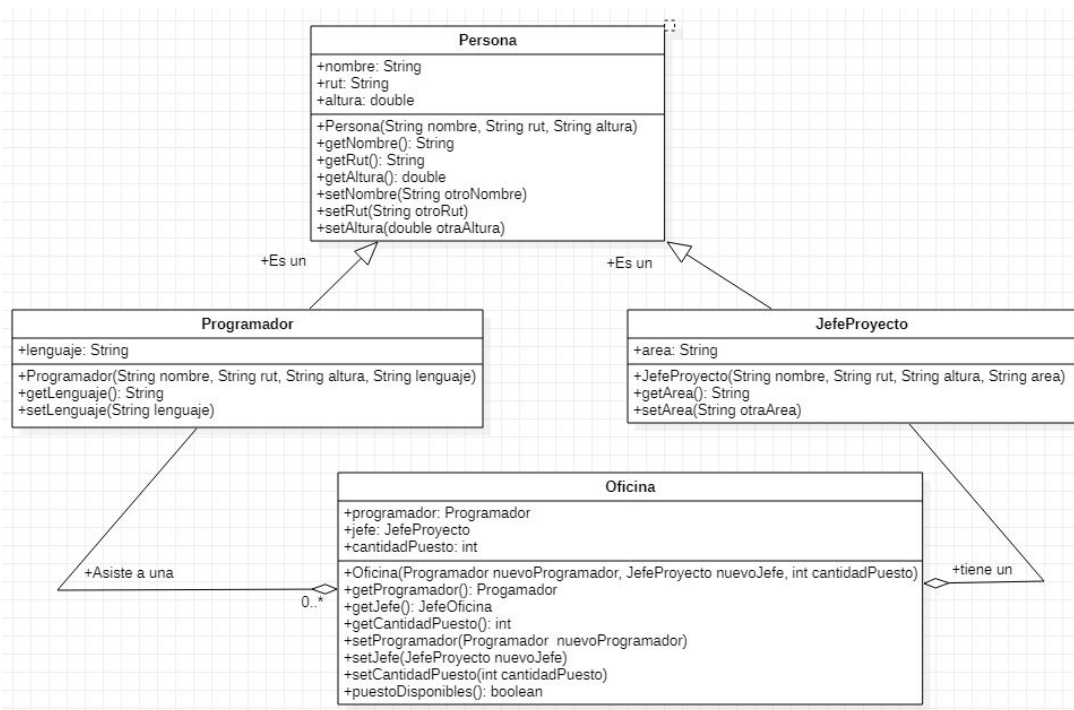 Persona
+nombre: String
+rut: String
+altura: double
+Persona(String nombre, String rut, String altura)
+getNombre(): String
+getRut(): String
+getAltura(): double
+setNombre(String otroNombre)
+setRut(String otroRut)
+setAltura(double otraAltura)
+Es un
+Es un
Programador
+lenguaje: String
+Programador(String nombre, String rut, String altura, String lenguaje)
+getLenguaje(): String
+setLenguaje(String lenguaje)
JefeProyecto
+area: String
+JefeProyecto(String nombre, String rut, String altura, String area)
+getArea(): String
+setArea(String otraArea)
Oficina
+programador: Programador
+jefe: JefeProyecto
+cantidadPuesto: int
+Oficina(Programador nuevoProgramador, JefeProyecto nuevoJefe, int cantidadPuesto)
+getProgramador(): Progamador
+getJefe(): JefeOficina
+getCantidadPuesto(): int
+setProgramador(Programador nuevoProgramador)
+setJefe(JefeProyecto nuevoJefe)
+setCantidadPuesto(int cantidadPuesto)
+puestoDisponibles(): boolean
+Asiste a una
0..*
+tiene un